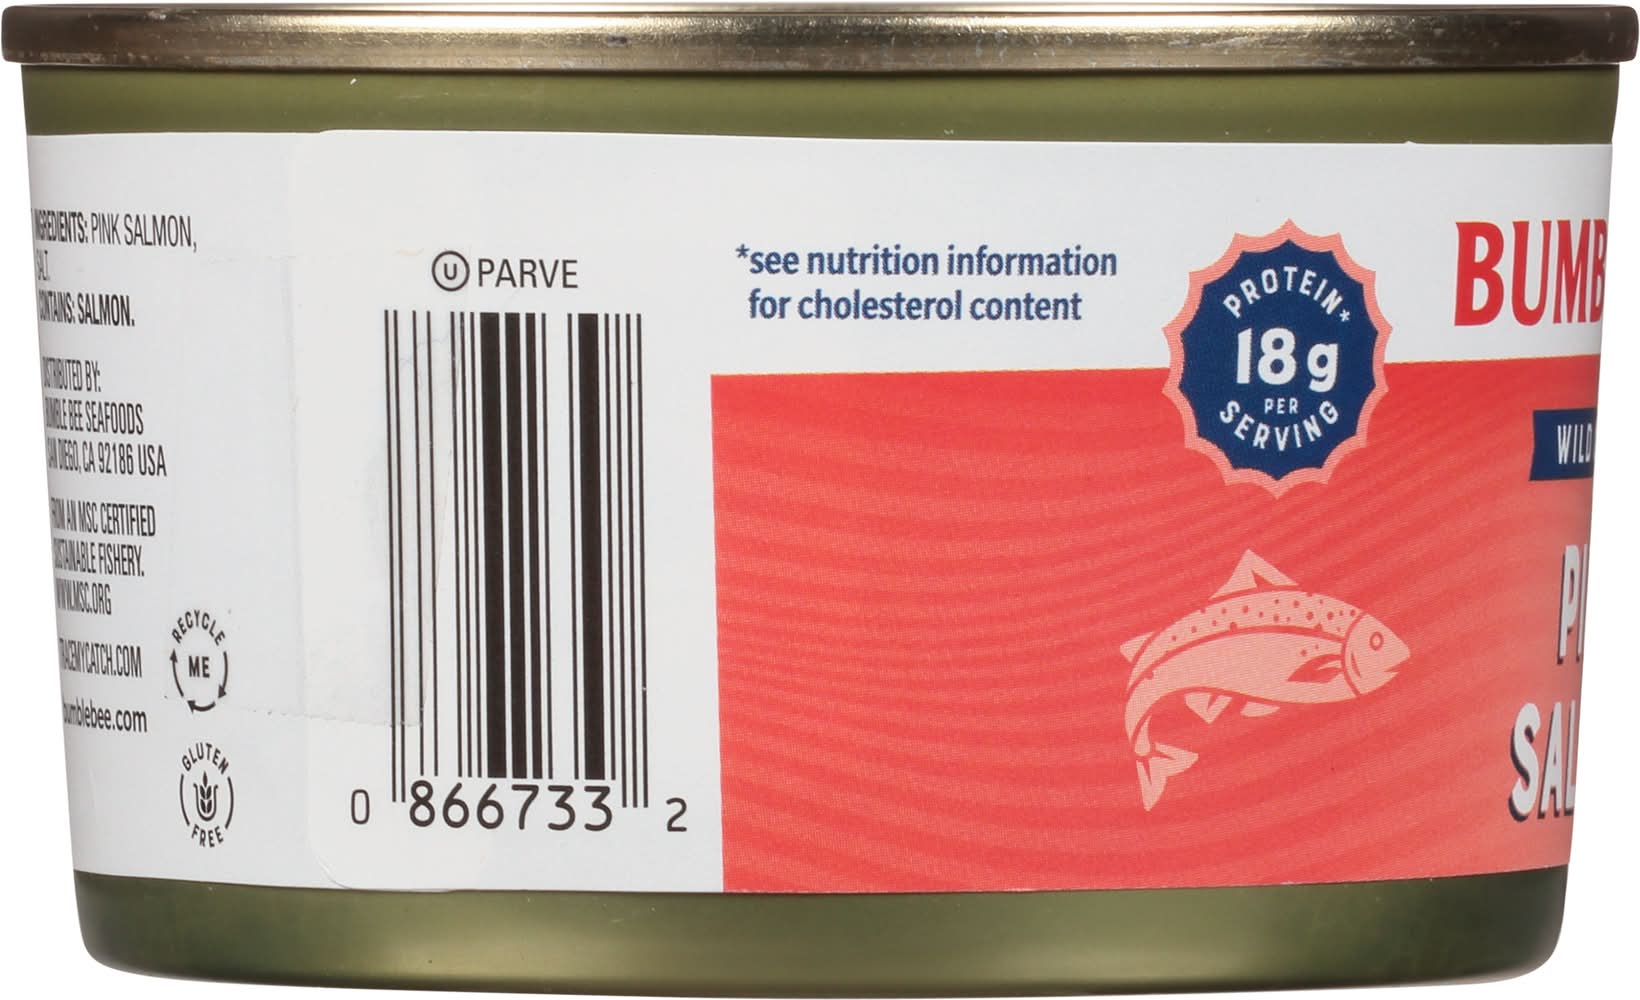 INGREDIENTS: PINK SALMON,
SALT.
CONTAINS: SALMON.
DISTRIBUTED BY:
BUMBLE BEE SEAFOODS
SAN DIEGO, CA 92186 USA
FROM AN MSC CERTIFIED
SUSTAINABLE FISHERY.
WWW.MSC.ORG
TRACEMYCATCH.COM
bumblebee.com
RECYCLE
ME
GLUTEN
FREE
U PARVE
0 866733 2
*see nutrition information
for cholesterol content
PROTEIN*
18g
PER
SERVING
BUMB
WILD
PI
SAL